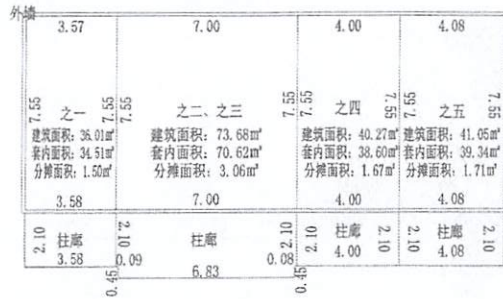 外墙
3.57 7.00 4.00 4.08
7.55 之一 7.55 之二、之三 7.55 7.55 之四 7.55 7.55 之五 7.55
建筑面积: 36.01㎡ 建筑面积: 73.68㎡ 建筑面积: 40.27㎡ 建筑面积: 41.05㎡
套内面积: 34.51㎡ 套内面积: 70.62㎡ 套内面积: 38.60㎡ 套内面积: 39.34㎡
分摊面积: 1.50㎡ 分摊面积: 3.06㎡ 分摊面积: 1.67㎡ 分摊面积: 1.71㎡
3.58 7.00 4.00 4.08
2.10 柱廊 2.10 柱廊 2.10 2.10 柱廊 2.10 2.10 柱廊 2.10
3.58 0.09 0.08 4.00 4.08
0.45 6.83 0.45